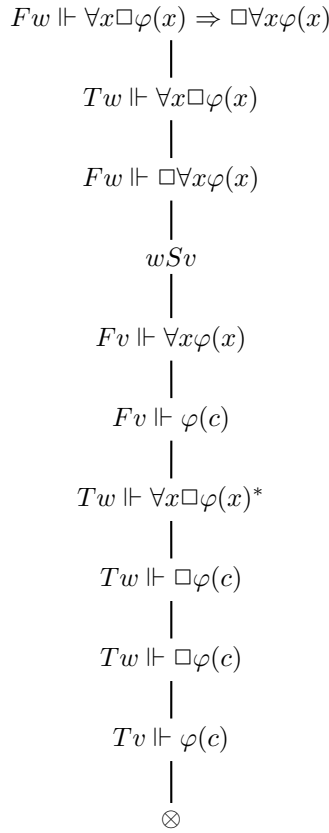 Fw ⊩ ∀x□φ(x) ⇒ □∀xφ(x)
Tw ⊩ ∀x□φ(x)
Fw ⊩ □∀xφ(x)
wSv
Fv ⊩ ∀xφ(x)
Fv ⊩ φ(c)
Tw ⊩ ∀x□φ(x)*
Tw ⊩ □φ(c)
Tw ⊩ □φ(c)
Tv ⊩ φ(c)
⊗